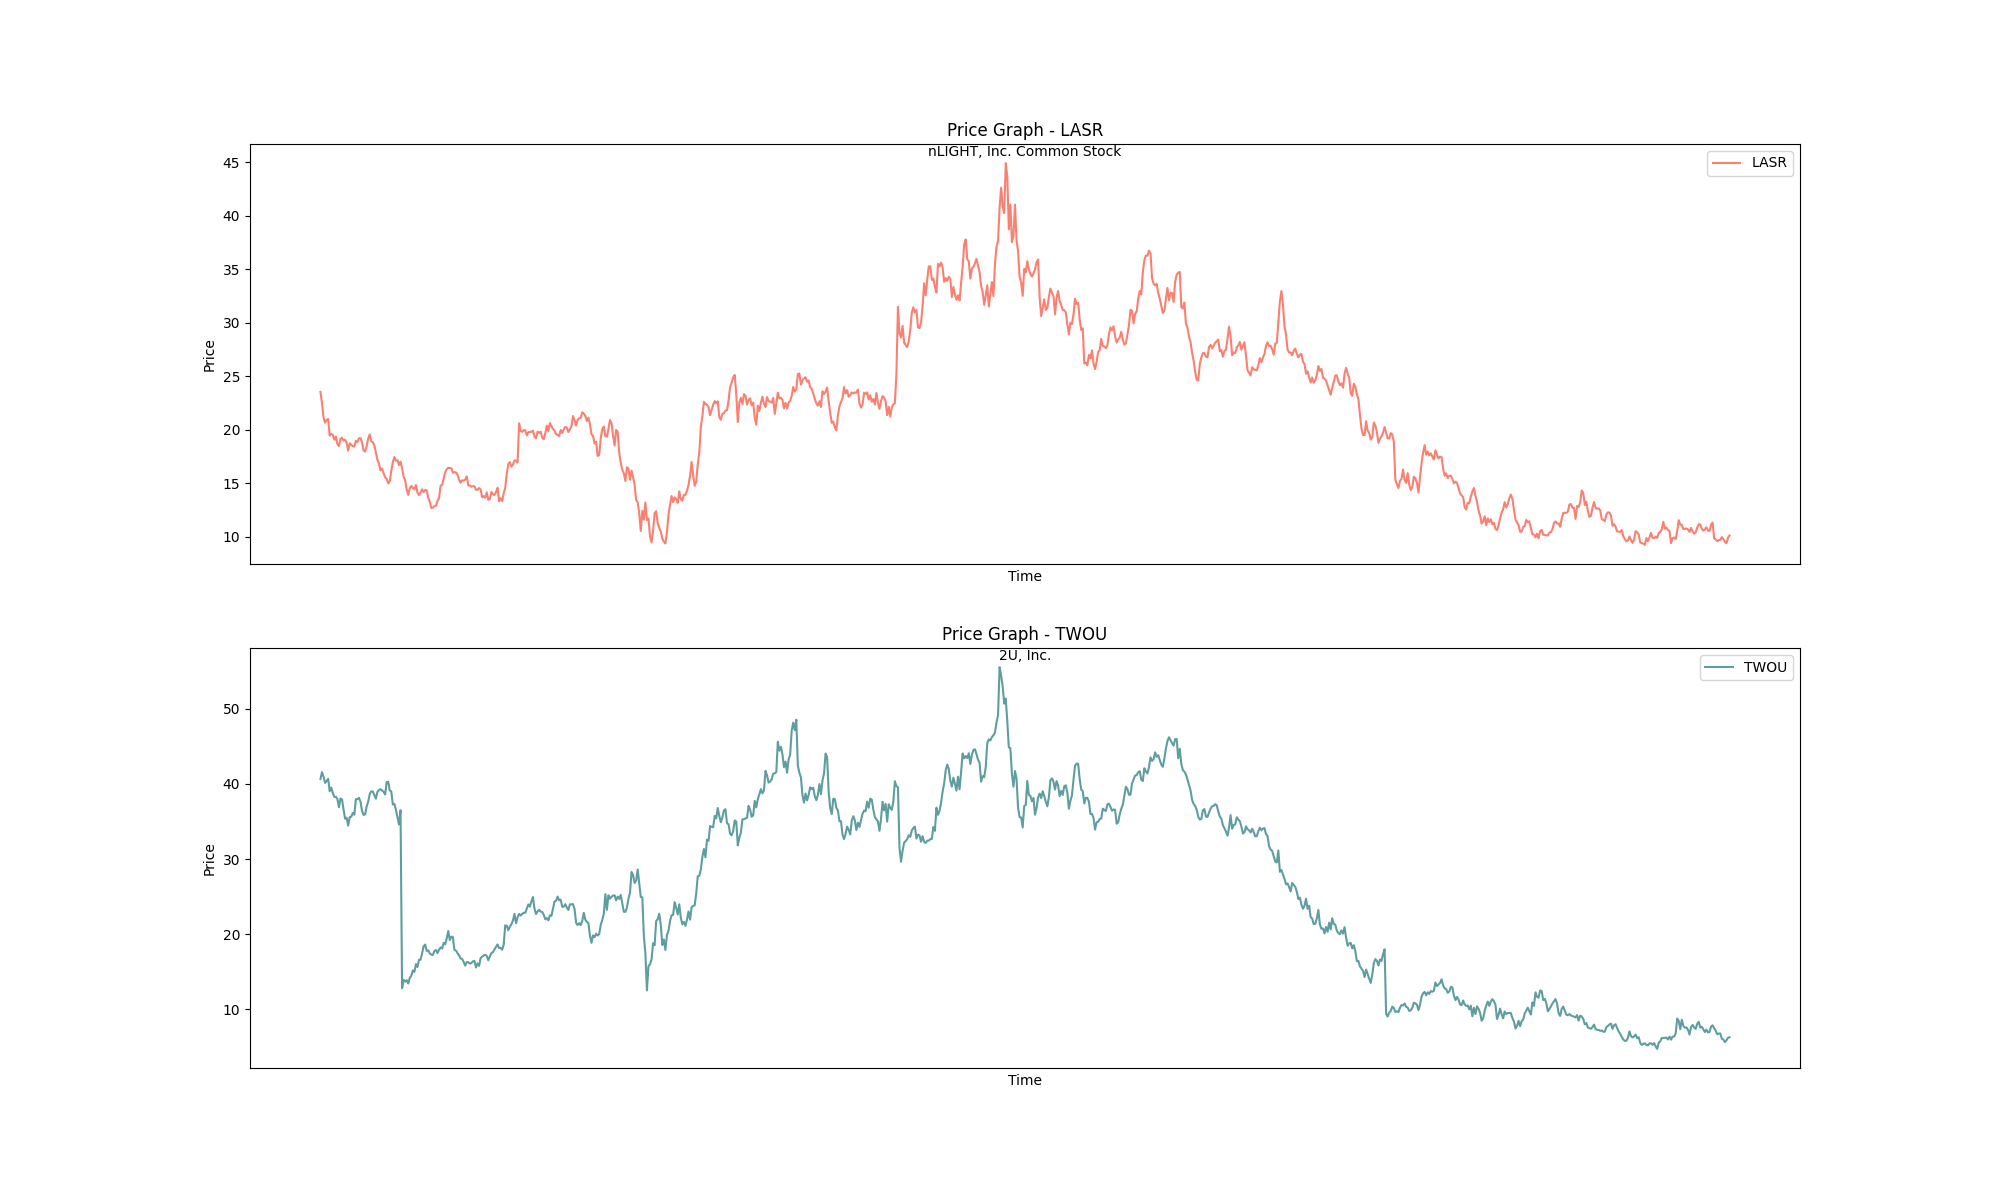 Price Graph - LASR
nLIGHT, Inc. Common Stock
LASR
45
40
35
30
25
20
15
10
Price
Time
Price Graph - TWOU
2U, Inc.
TWOU
50
40
30
20
10
Price
Time